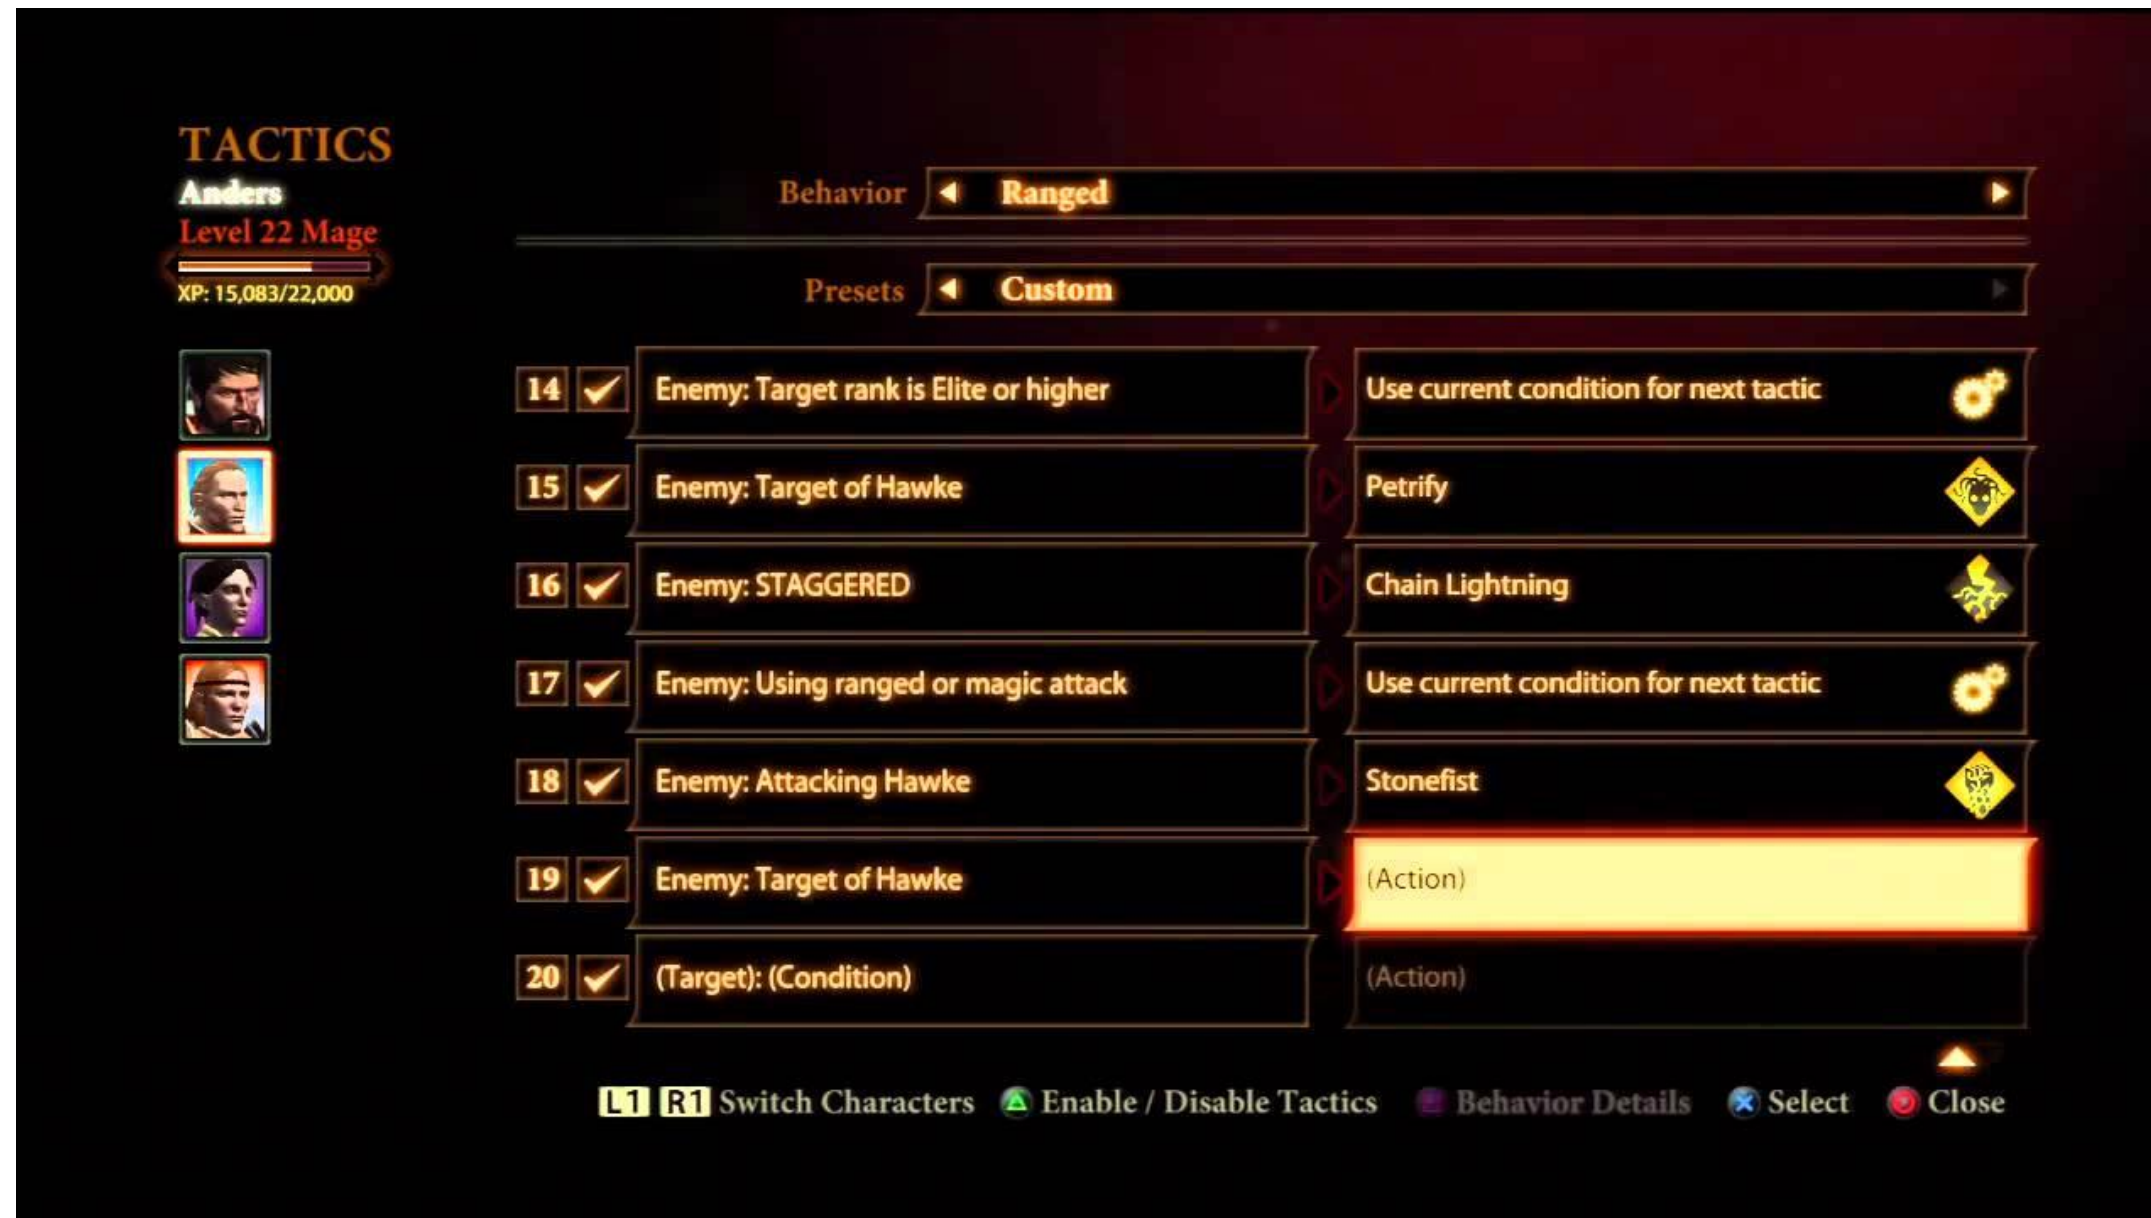 TACTICS
Anders
Level 22 Mage
XP: 15,083/22,000
Behavior Ranged
Presets Custom
14 Enemy: Target rank is Elite or higher Use current condition for next tactic
15 Enemy: Target of Hawke Petrify
16 Enemy: STAGGERED Chain Lightning
17 Enemy: Using ranged or magic attack Use current condition for next tactic
18 Enemy: Attacking Hawke Stonefist
19 Enemy: Target of Hawke (Action)
20 (Target): (Condition) (Action)
L1 R1 Switch Characters Enable / Disable Tactics Behavior Details Select Close